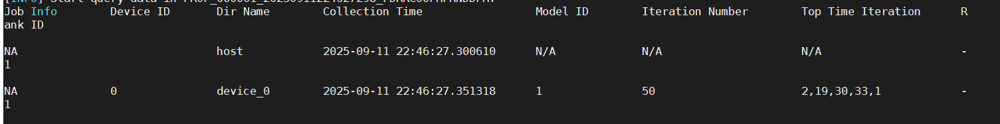 [INFO] Start query data in PROF_000001_20250911224627296_
Job Info Device ID Dir Name Collection Time Model ID Iteration Number Top Time Iteration R
ank ID
NA host 2025-09-11 22:46:27.300610 N/A N/A N/A -
1
NA 0 device_0 2025-09-11 22:46:27.351318 1 50 2,19,30,33,1 -
1